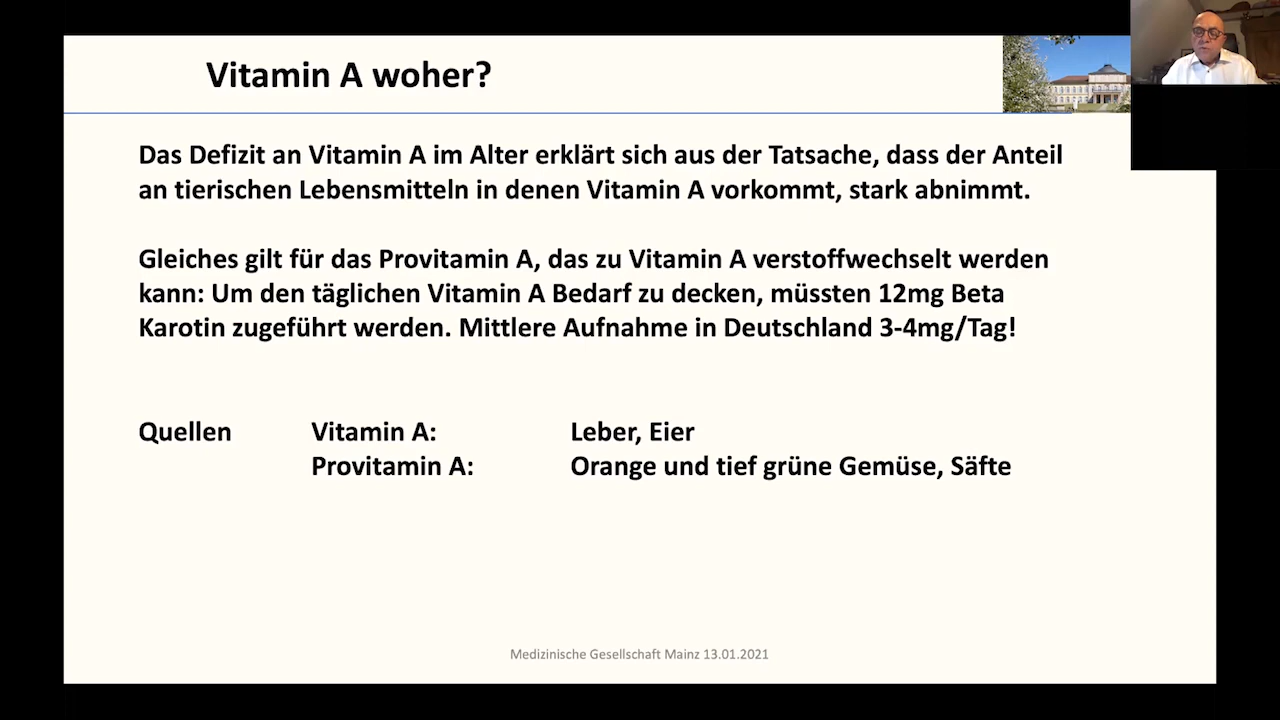 Vitamin A woher?
Das Defizit an Vitamin A im Alter erklärt sich aus der Tatsache, dass der Anteil
an tierischen Lebensmitteln in denen Vitamin A vorkommt, stark abnimmt.
Gleiches gilt für das Provitamin A, das zu Vitamin A verstoffwechselt werden
kann: Um den täglichen Vitamin A Bedarf zu decken, müssten 12mg Beta
Karotin zugeführt werden. Mittlere Aufnahme in Deutschland 3-4mg/Tag!
Quellen Vitamin A: Leber, Eier
Provitamin A: Orange und tief grüne Gemüse, Säfte
Medizinische Gesellschaft Mainz 13.01.2021